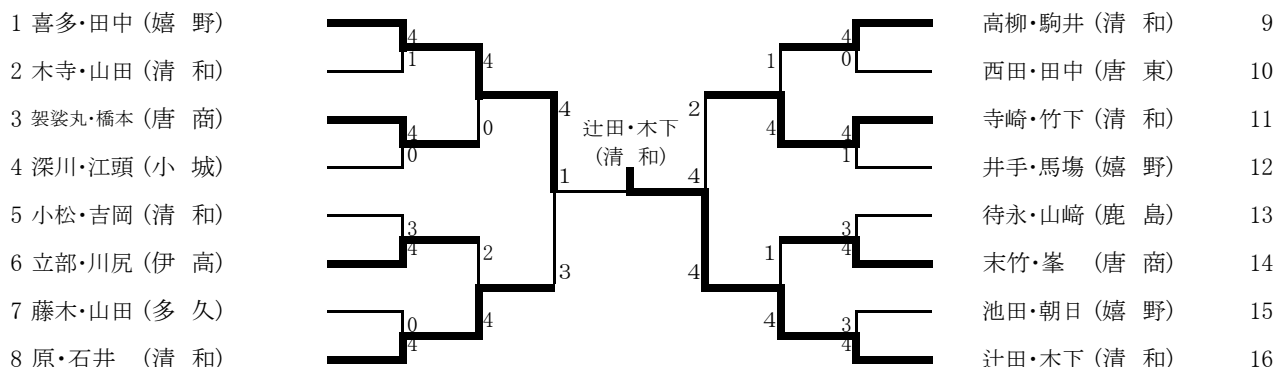 1 喜多・田中 (嬉 野)
2 木寺・山田 (清 和)
3 袈裟丸・橋本 (唐 商)
4 深川・江頭 (小 城)
5 小松・吉岡 (清 和)
6 立部・川尻 (伊 高)
7 藤木・山田 (多 久)
8 原・石井 (清 和)
4
1
4
0
3
4
0
4
4
0
2
4
4
3
1
辻田・木下
(清 和)
4
2
4
1
4
1
4
4
0
4
1
3
4
3
4
高柳・駒井 (清 和) 9
西田・田中 (唐 東) 10
寺崎・竹下 (清 和) 11
井手・馬場 (嬉 野) 12
待永・山﨑 (鹿 島) 13
末竹・峯 (唐 商) 14
池田・朝日 (嬉 野) 15
辻田・木下 (清 和) 16